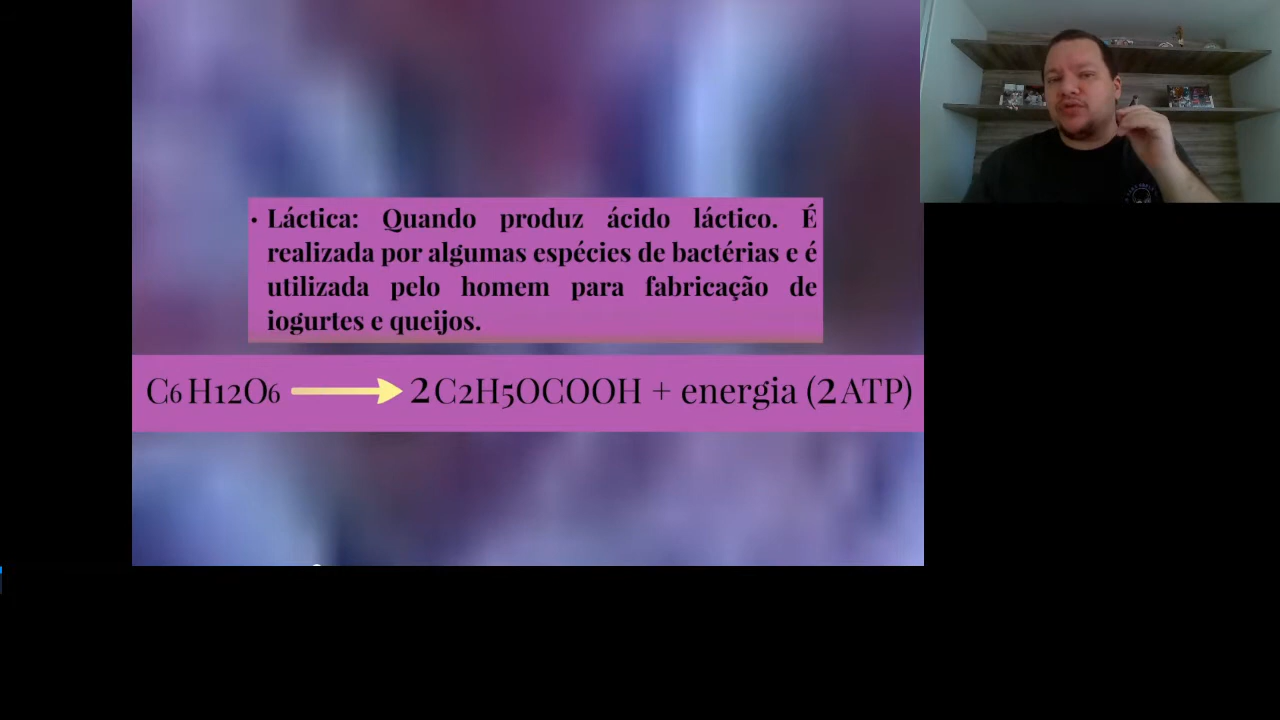 • Láctica: Quando produz ácido láctico. É
realizada por algumas espécies de bactérias e é
utilizada pelo homem para fabricação de
iogurtes e queijos.
C6 H12O6 → 2 C2H5OCOOH + energia (2 ATP)